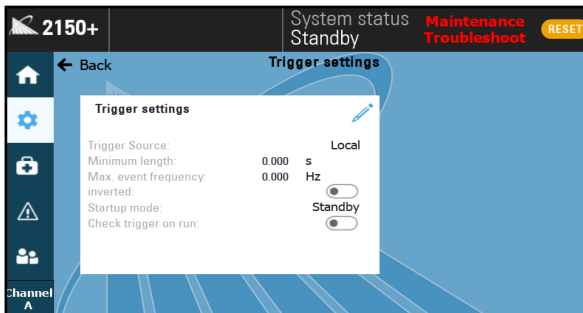 2150+
System status
Standby
Maintenance
Troubleshoot
RESET
← Back
Trigger settings
Trigger settings
Trigger Source: Local
Minimum length: 0.000 s
Max. event frequency: 0.000 Hz
inverted:
Startup mode: Standby
Check trigger on run:
Channel
A